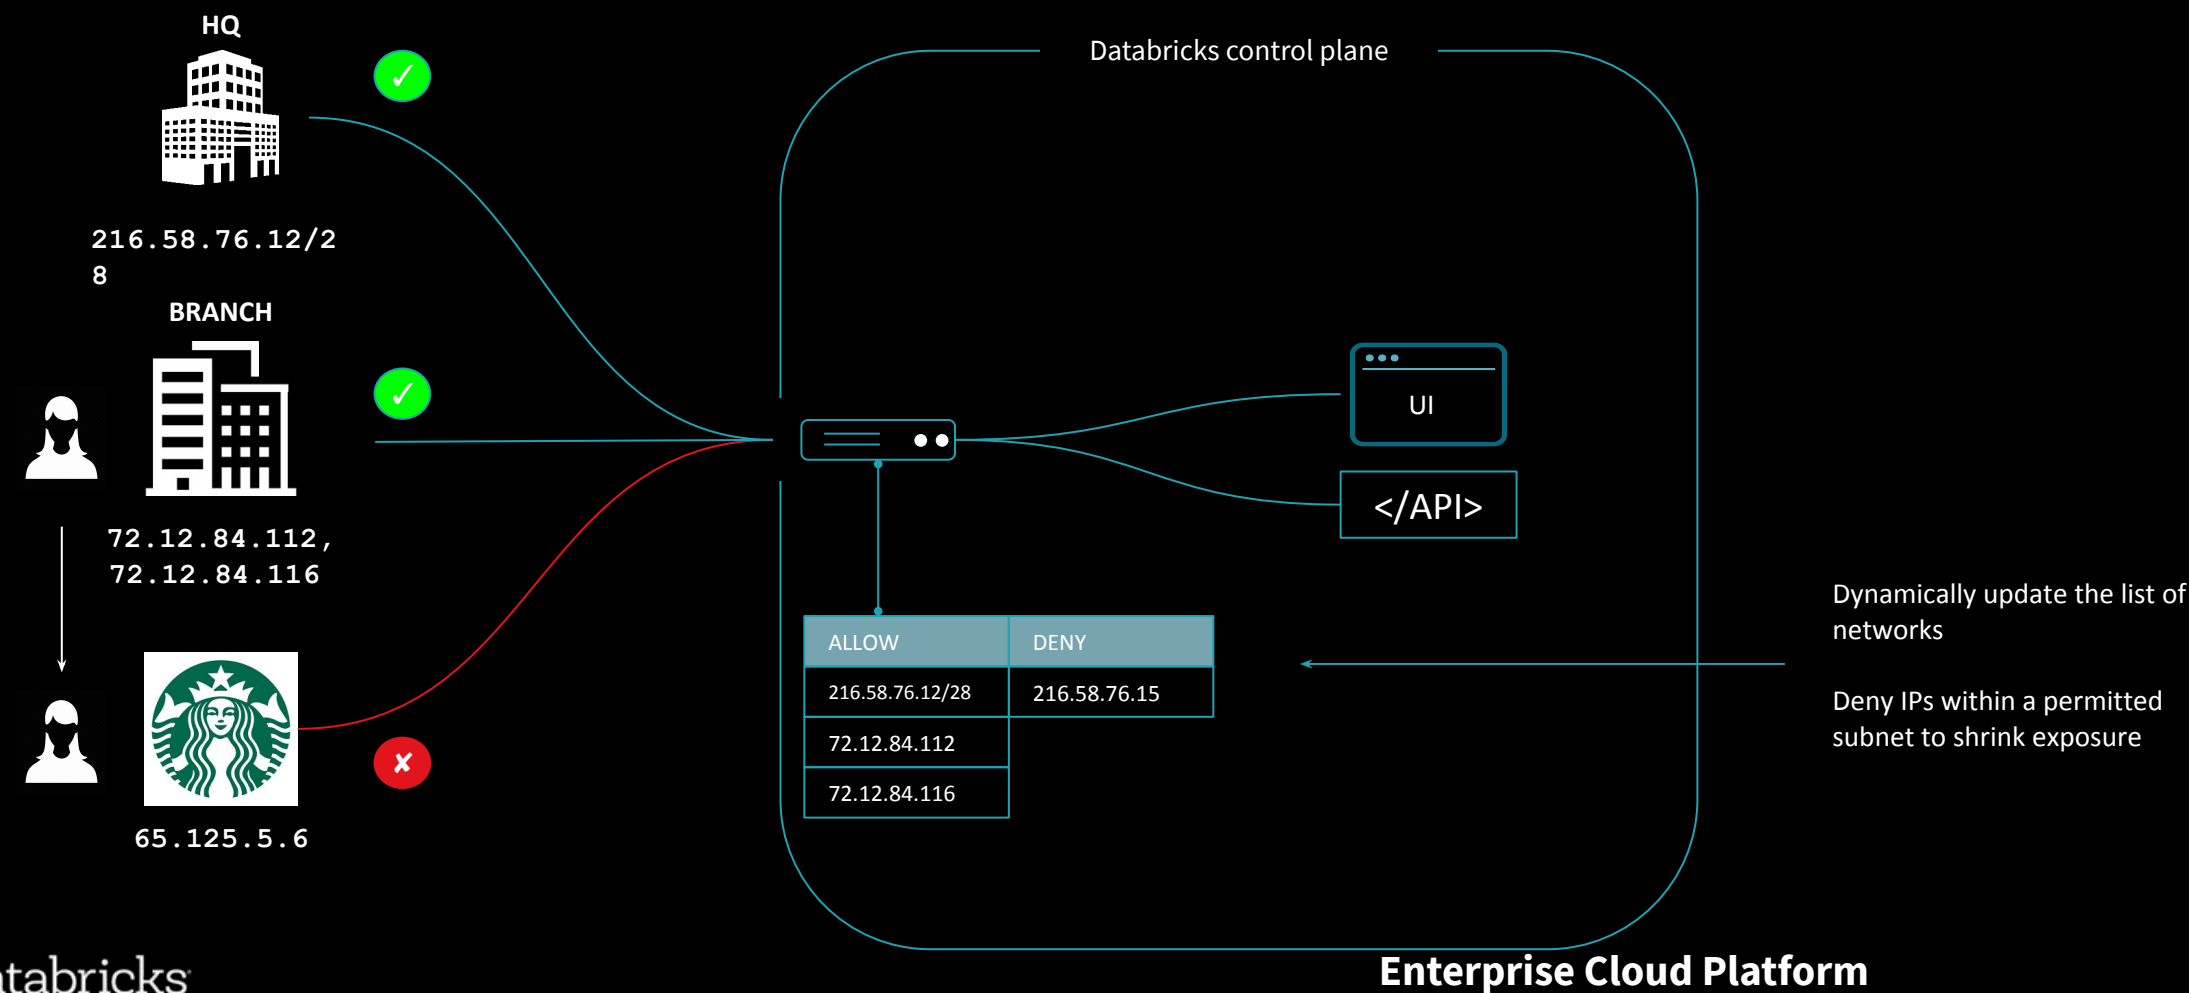 HQ
216.58.76.12/2
8
BRANCH
72.12.84.112,
72.12.84.116
65.125.5.6
Databricks control plane
UI
</API>
ALLOW DENY
216.58.76.12/28 216.58.76.15
72.12.84.112
72.12.84.116
Dynamically update the list of
networks
Deny IPs within a permitted
subnet to shrink exposure
Enterprise Cloud Platform
atabricks